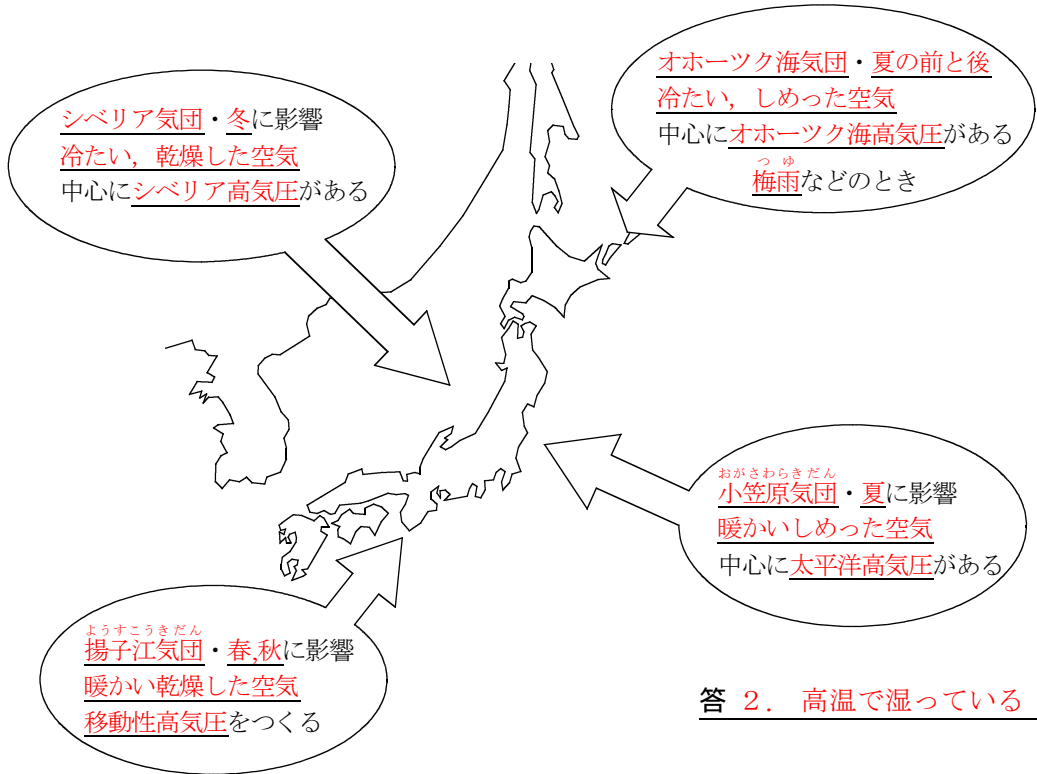 シベリア気団・冬に影響
冷たい，乾燥した空気
中心にシベリア高気圧がある
オホーツク海気団・夏の前と後
冷たい，しめった空気
中心にオホーツク海高気圧がある
つゆ
梅雨などのとき
おがさわらきだん
小笠原気団・夏に影響
暖かいしめった空気
中心に太平洋高気圧がある
ようすこうきだん
揚子江気団・春,秋に影響
暖かい乾燥した空気
移動性高気圧をつくる
答 ２． 高温で湿っている